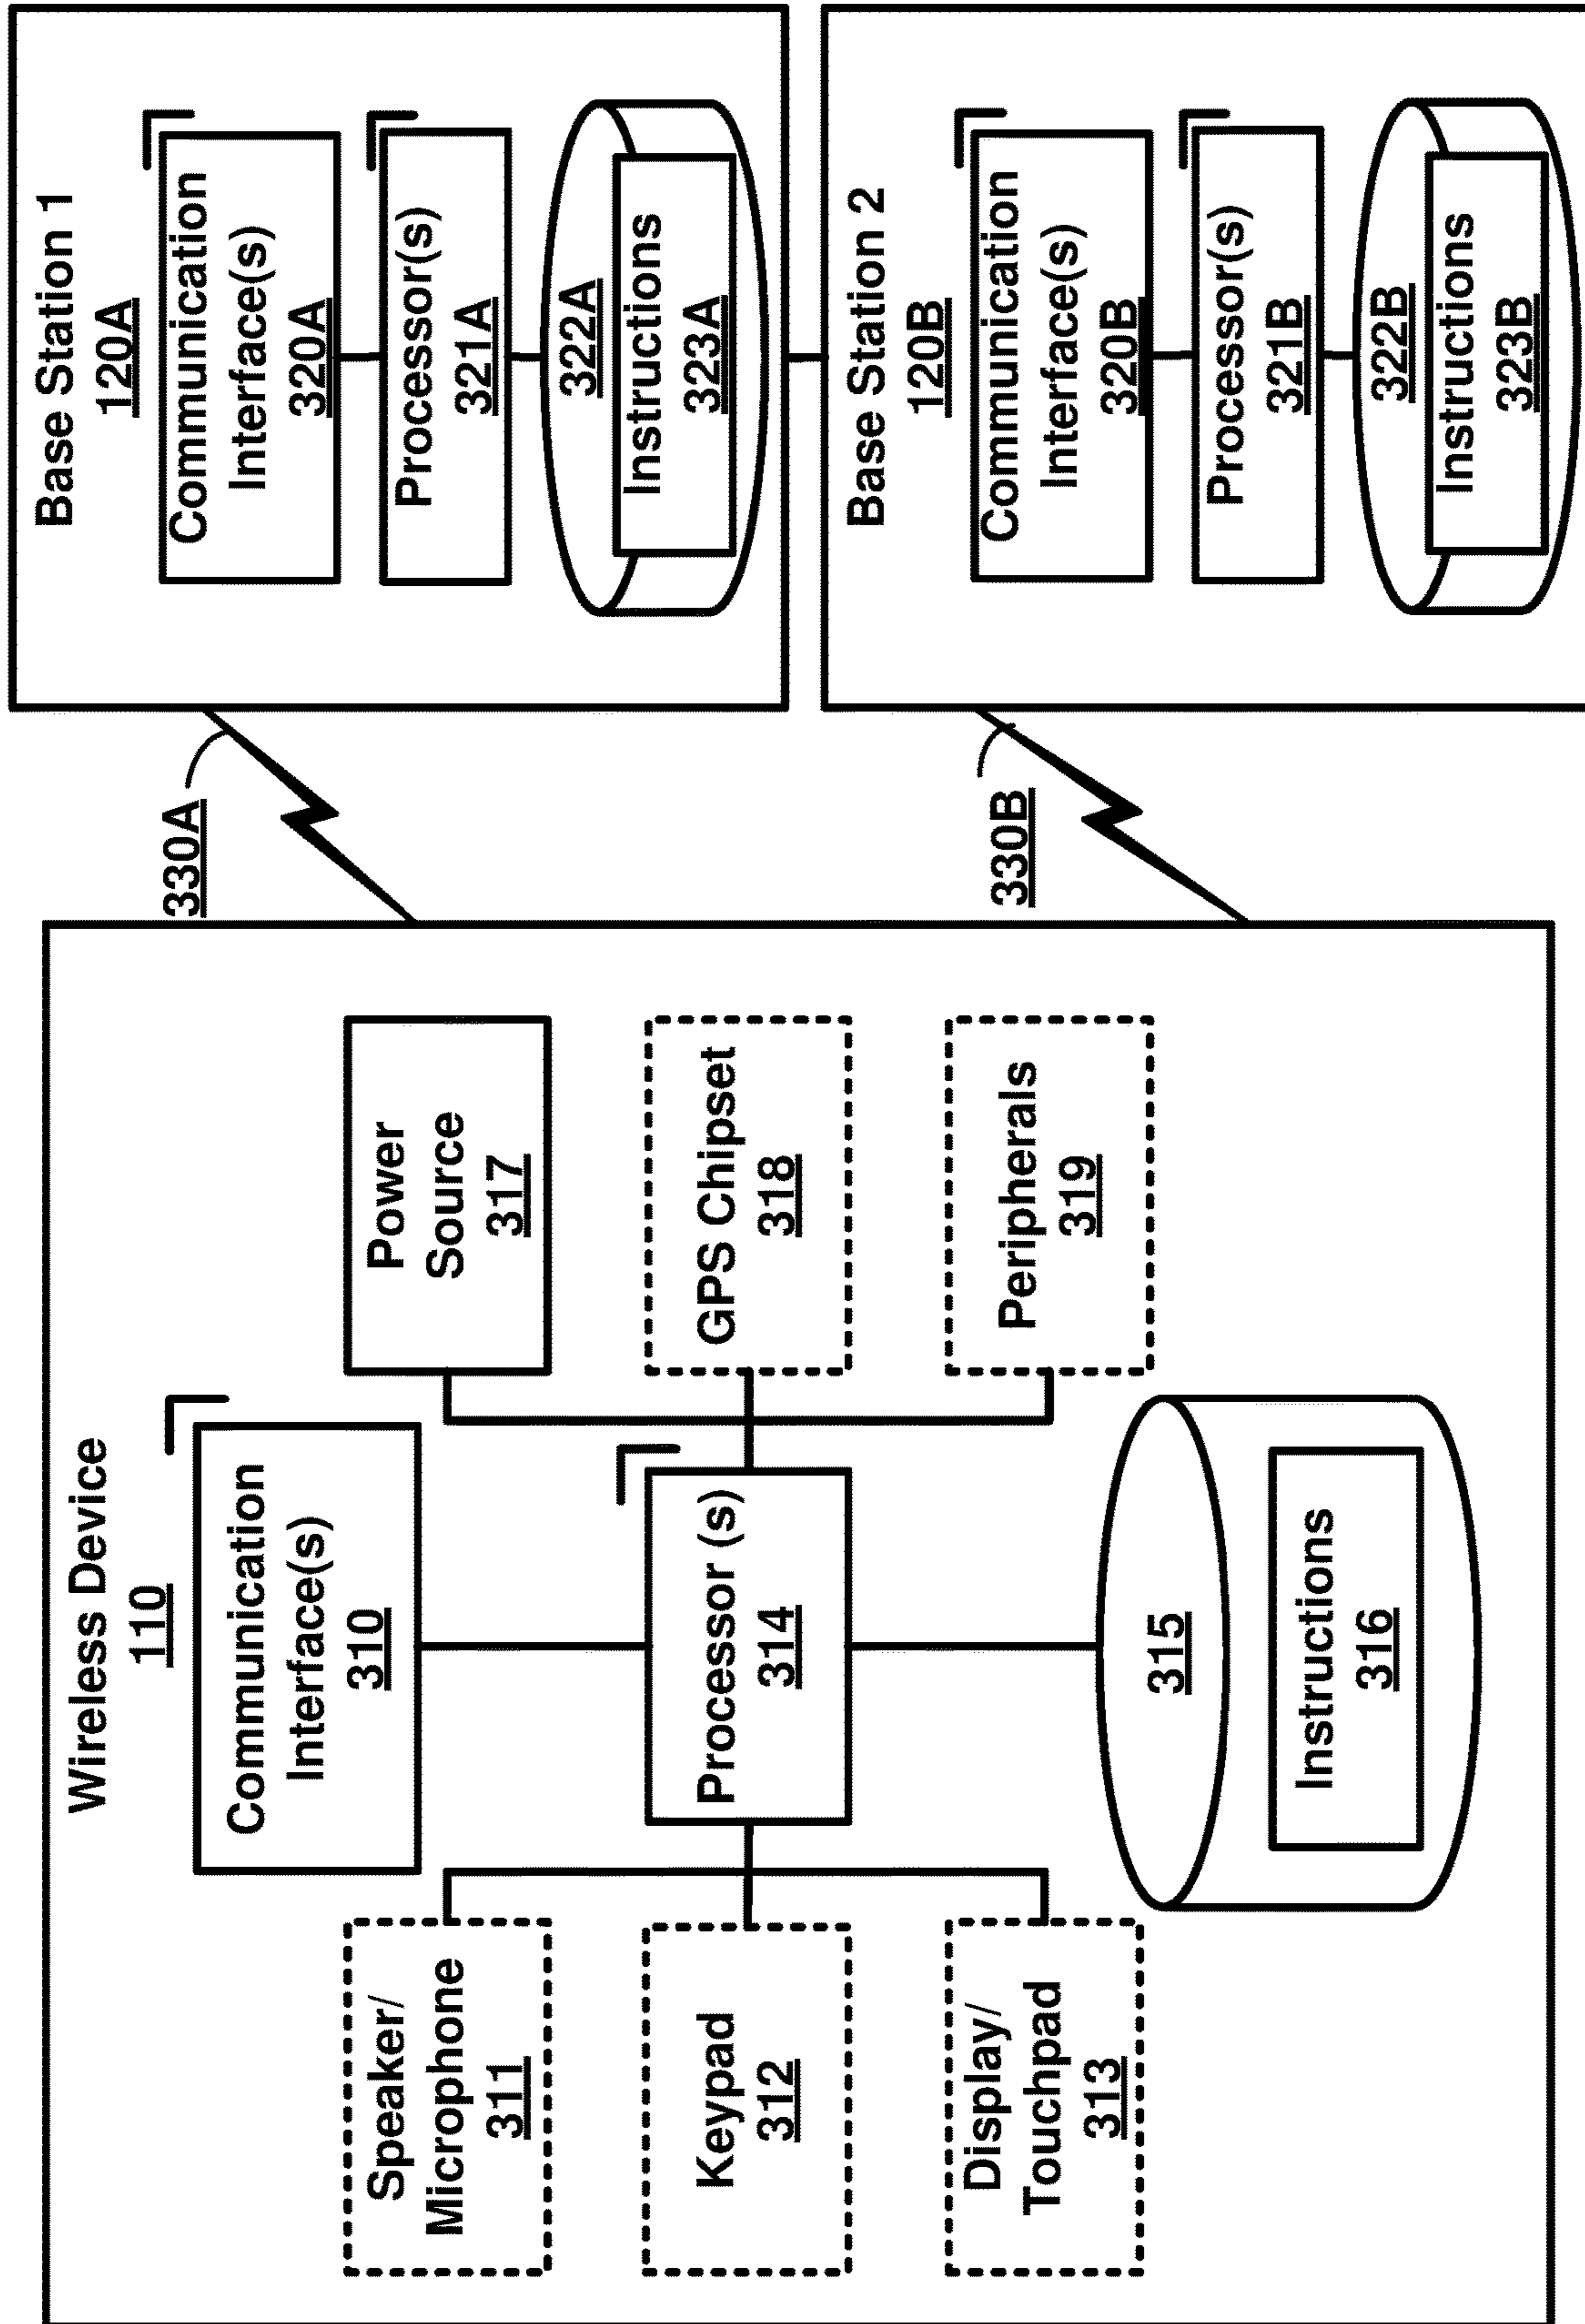 Wireless Device
110
Communication
Interface(s)
310
Speaker/
Microphone
311
Power
Source
317
Keypad
312
Processor (s)
314
GPS Chipset
318
Display/
Touchpad
313
Peripherals
319
315
Instructions
316
330A
330B
Base Station 1
120A
Communication
Interface(s)
320A
Processor(s)
321A
322A
Instructions
323A
Base Station 2
120B
Communication
Interface(s)
320B
Processor(s)
321B
322B
Instructions
323B